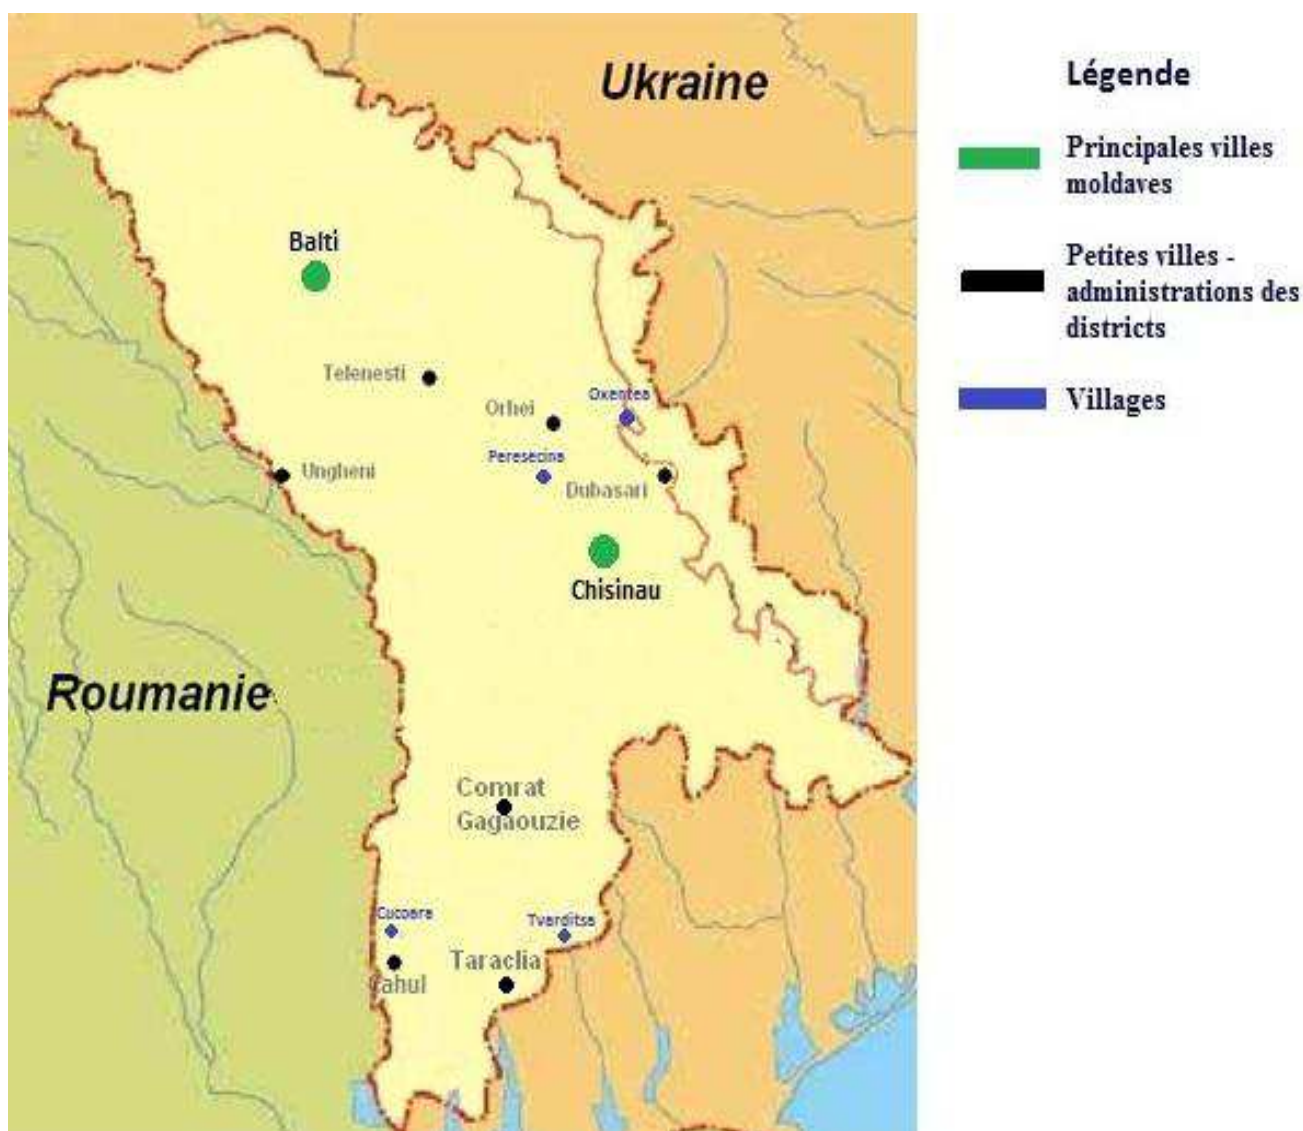 Ukraine
Légende
Principales villes
moldaves
Balti
Petites villes -
administrations des
districts
Telenesti
Oxentea
Orhei
Villages
Peresecina
Ungheni
Dubasari
Chisinau
Roumanie
Comrat
Gagaouzie
Cucoara
Tvarditsa
Taraclia
Cahul